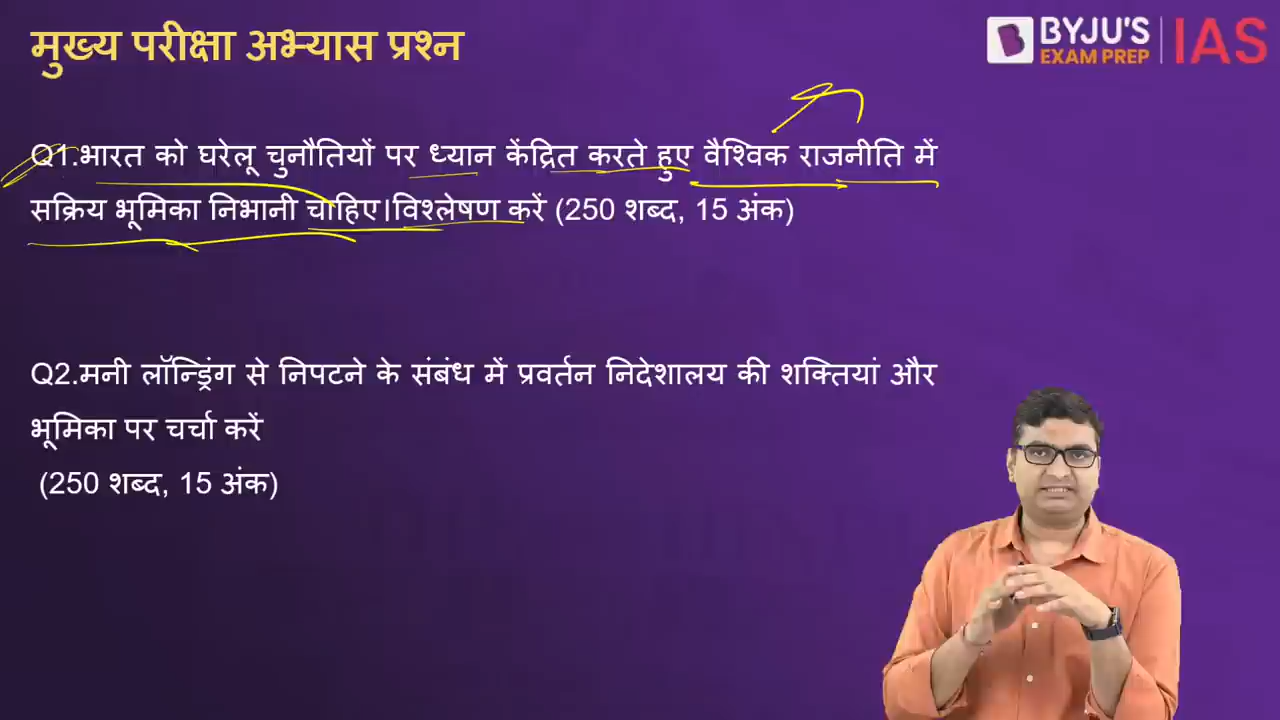 मुख्य परीक्षा अभ्यास प्रश्न
BYJU'S
EXAM PREP
IAS
Q1.भारत को घरेलू चुनौतियों पर ध्यान केंद्रित करते हुए वैश्विक राजनीति में
सक्रिय भूमिका निभानी चाहिए।विश्लेषण करें (250 शब्द, 15 अंक)
Q2.मनी लॉन्ड्रिंग से निपटने के संबंध में प्रवर्तन निदेशालय की शक्तियां और
भूमिका पर चर्चा करें
(250 शब्द, 15 अंक)